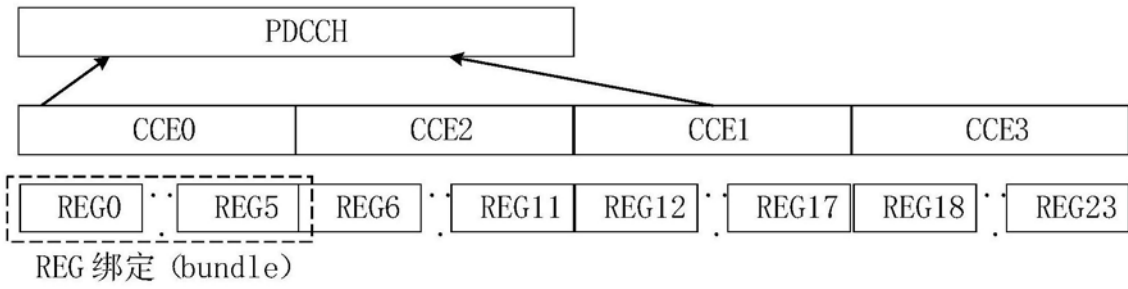 PDCCH
CCE0 CCE2 CCE1 CCE3
REG0 ·· . REG5 REG6 ·· . REG11 REG12 ·· . REG17 REG18 ·· . REG23
REG 绑定 (bundle)